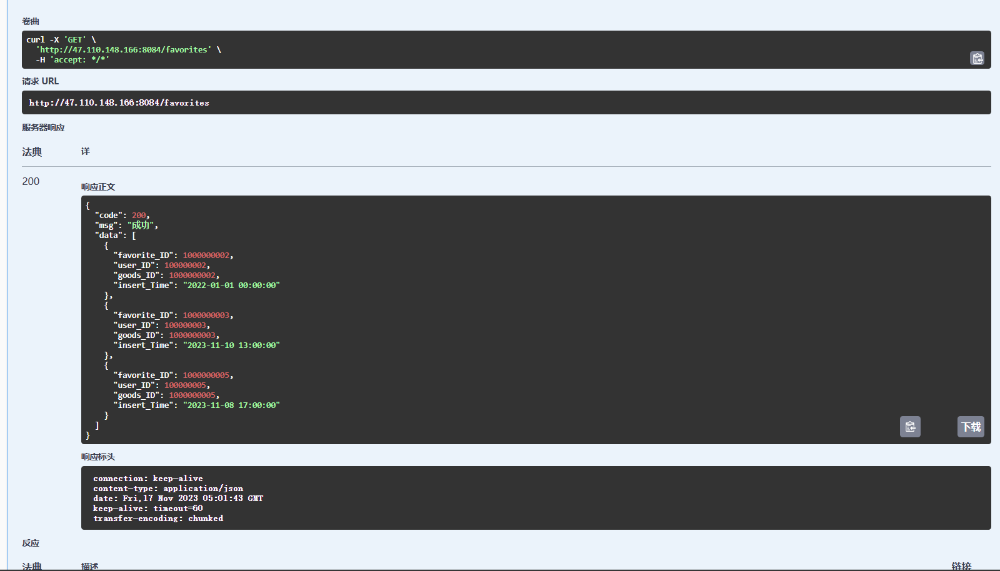 卷曲
curl -X 'GET' \
  'http://47.110.148.166:8084/favorites' \
  -H 'accept: */*'
请求 URL
http://47.110.148.166:8084/favorites
服务器响应
法典 详
200
响应正文
{
  "code": 200,
  "msg": "成功",
  "data": [
    {
      "favorite_ID": 1000000002,
      "user_ID": 100000002,
      "goods_ID": 1000000002,
      "insert_Time": "2022-01-01 00:00:00"
    },
    {
      "favorite_ID": 1000000003,
      "user_ID": 100000003,
      "goods_ID": 1000000003,
      "insert_Time": "2023-11-10 13:00:00"
    },
    {
      "favorite_ID": 1000000005,
      "user_ID": 100000005,
      "goods_ID": 1000000005,
      "insert_Time": "2023-11-08 17:00:00"
    }
  ]
}
下载
响应标头
connection: keep-alive
content-type: application/json
date: Fri,17 Nov 2023 05:01:43 GMT
keep-alive: timeout=60
transfer-encoding: chunked
反应
法典 描述 链接